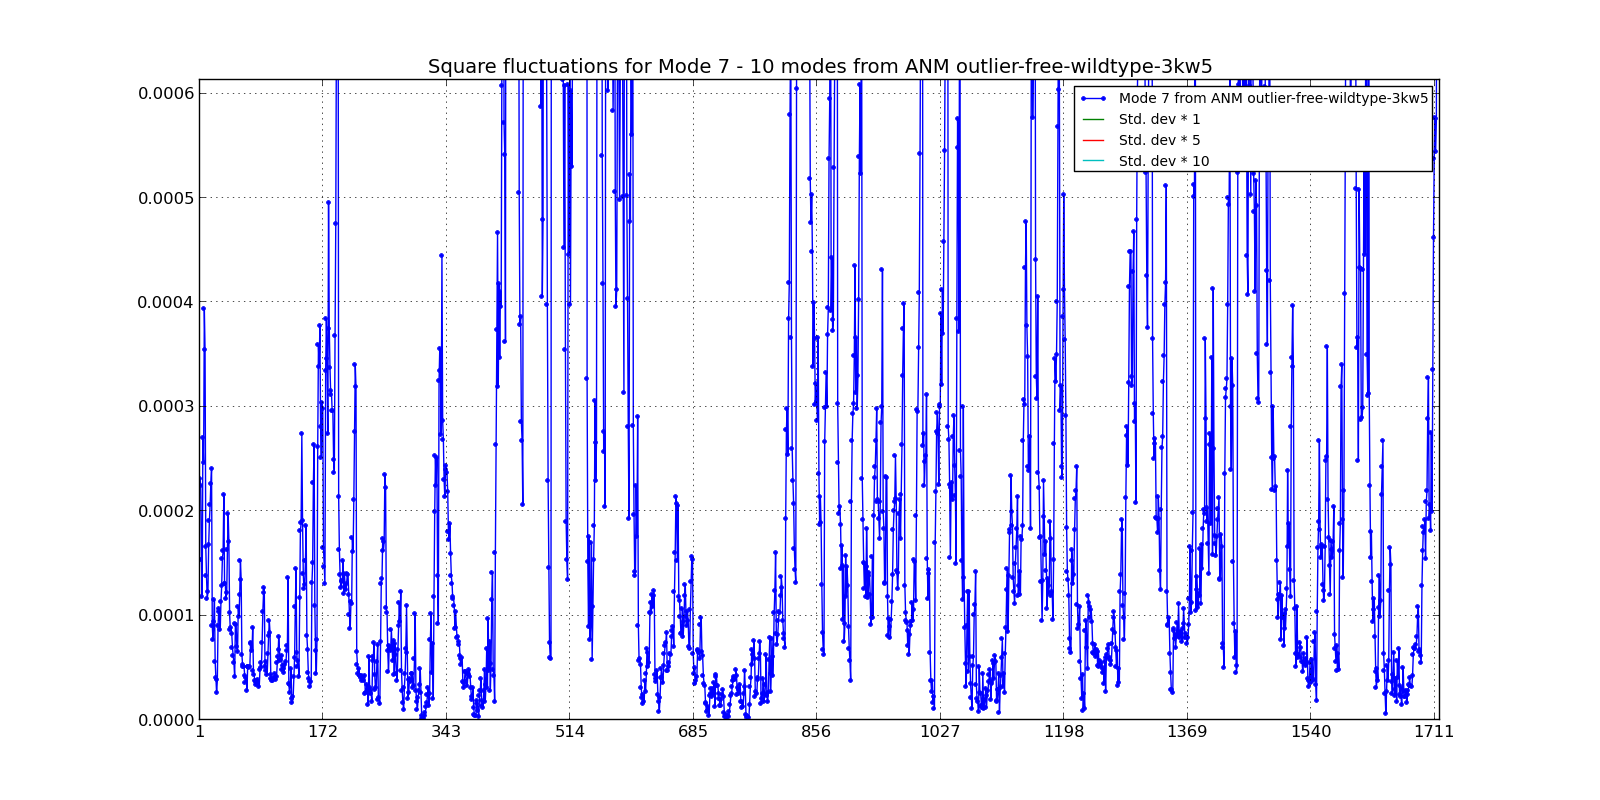 Square fluctuations for Mode 7 - 10 modes from ANM outlier-free-wildtype-3kw5
0.0006
0.0005
0.0004
0.0003
0.0002
0.0001
0.0000
Mode 7 from ANM outlier-free-wildtype-3kw5
Std. dev * 1
Std. dev * 5
Std. dev * 10
1 172 343 514 685 856 1027 1198 1369 1540 1711